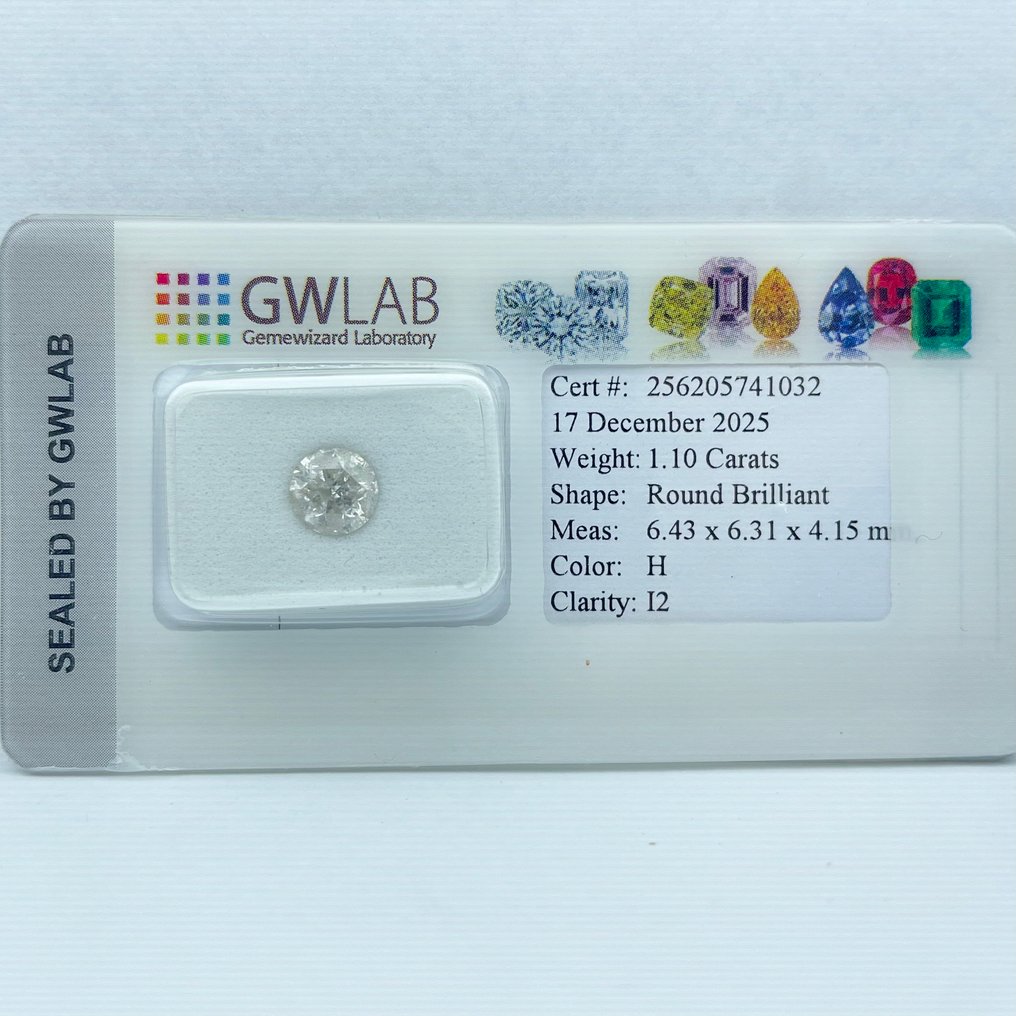 SEALED BY GWLAB
GWLAB
Gemewizard Laboratory
Cert #: 256205741032
17 December 2025
Weight: 1.10 Carats
Shape: Round Brilliant
Meas: 6.43 x 6.31 x 4.15 mm
Color: H
Clarity: I2